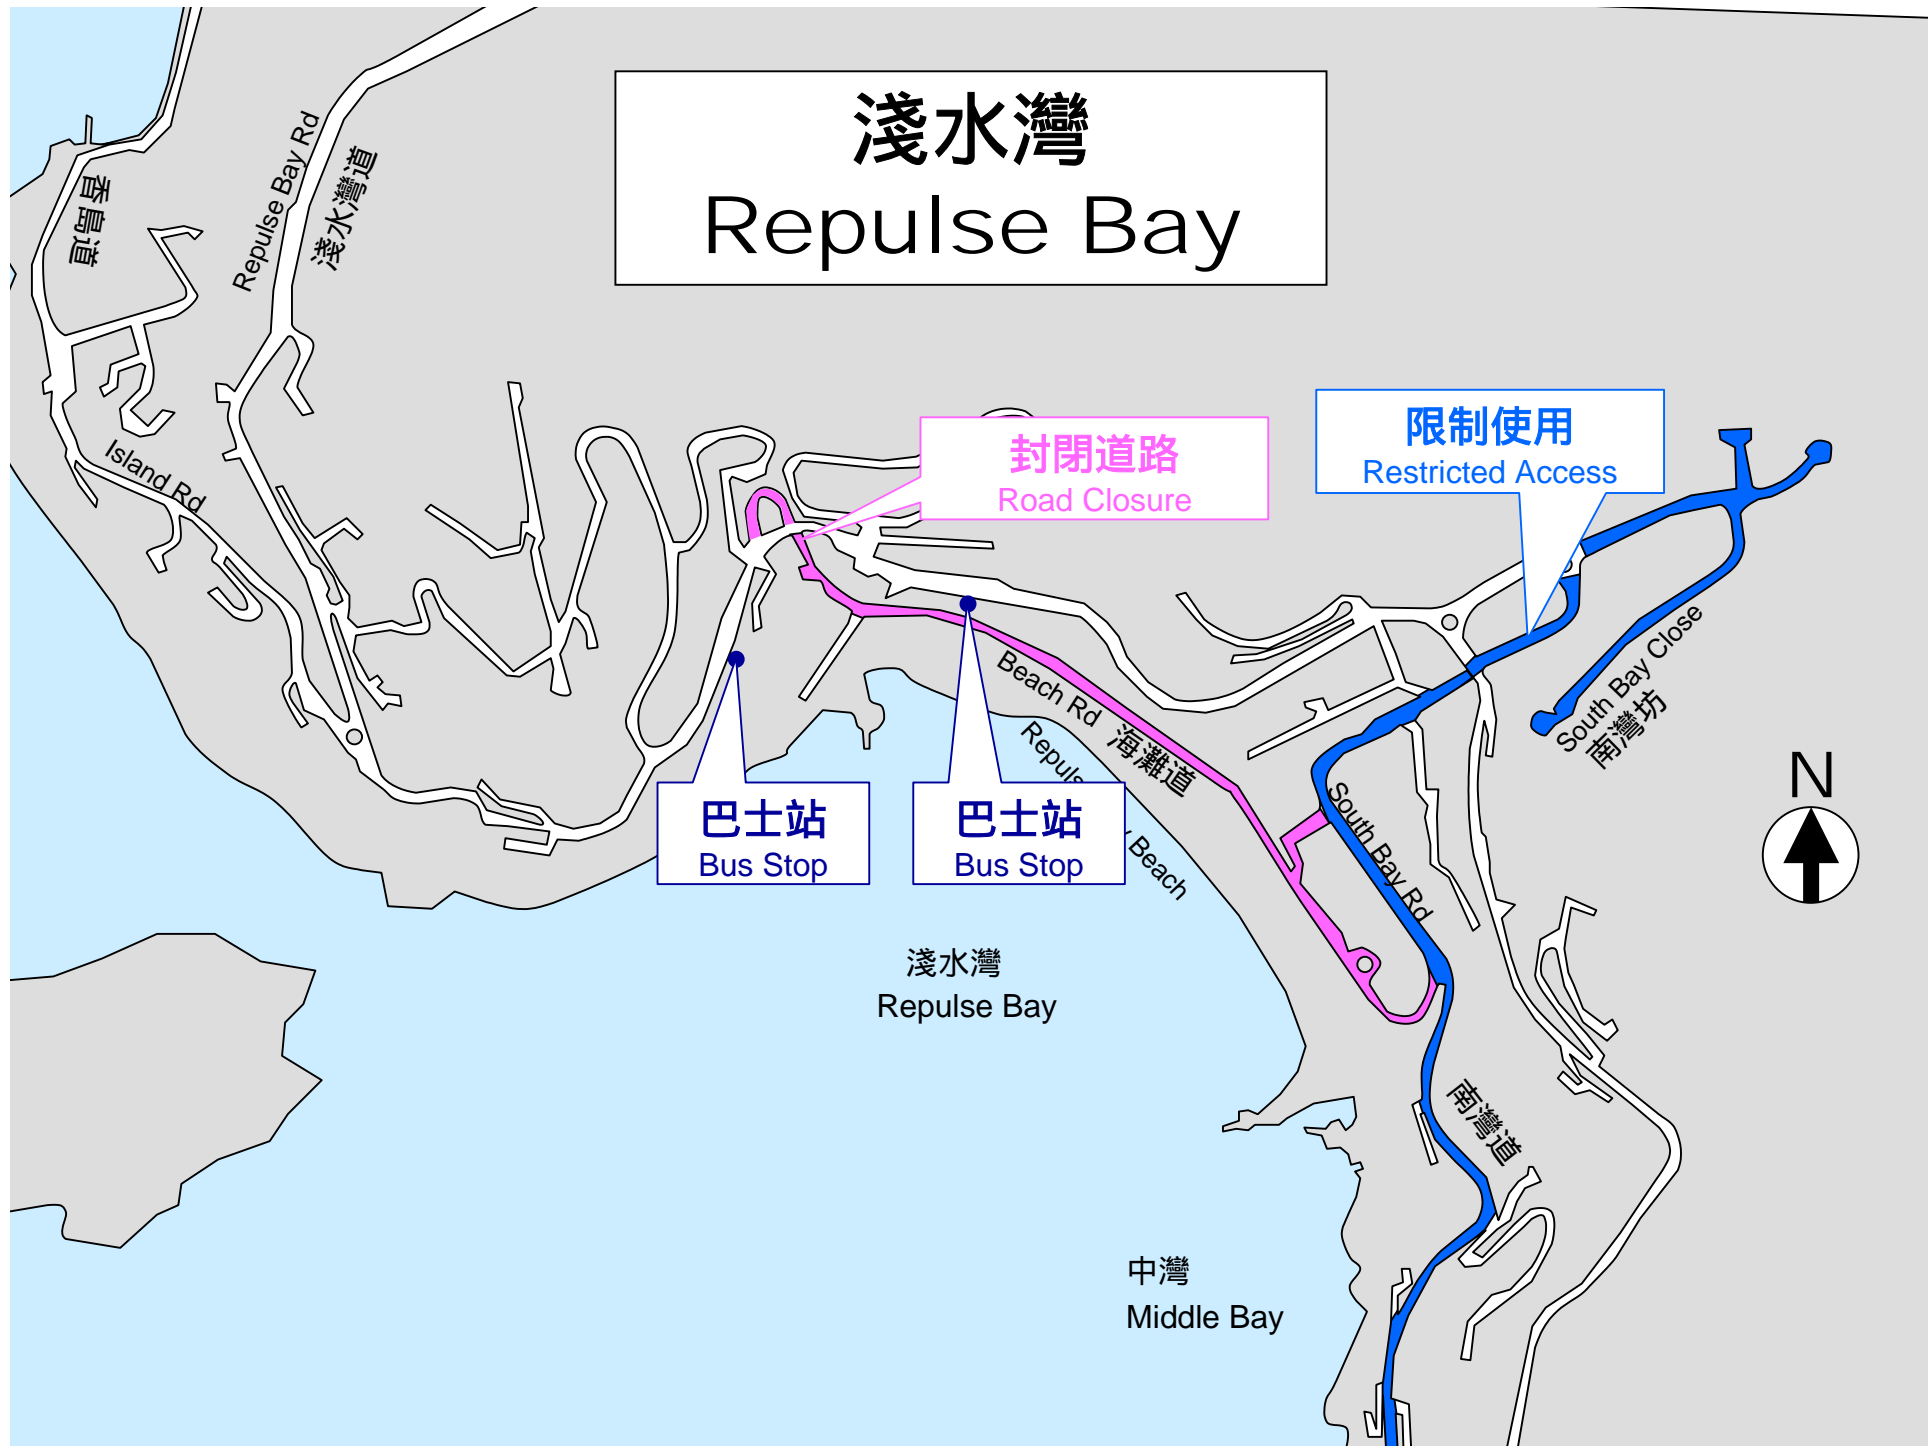 淺水灣
Repulse Bay
Repulse Bay Rd
淺水灣道
香島道
Island Rd
封閉道路
Road Closure
限制使用
Restricted Access
South Bay Close
南灣坊
Beach Rd 海灘道
N
巴士站
Bus Stop
巴士站
Bus Stop
Repuls
Beach
South Bay Rd
淺水灣
Repulse Bay
南灣道
中灣
Middle Bay